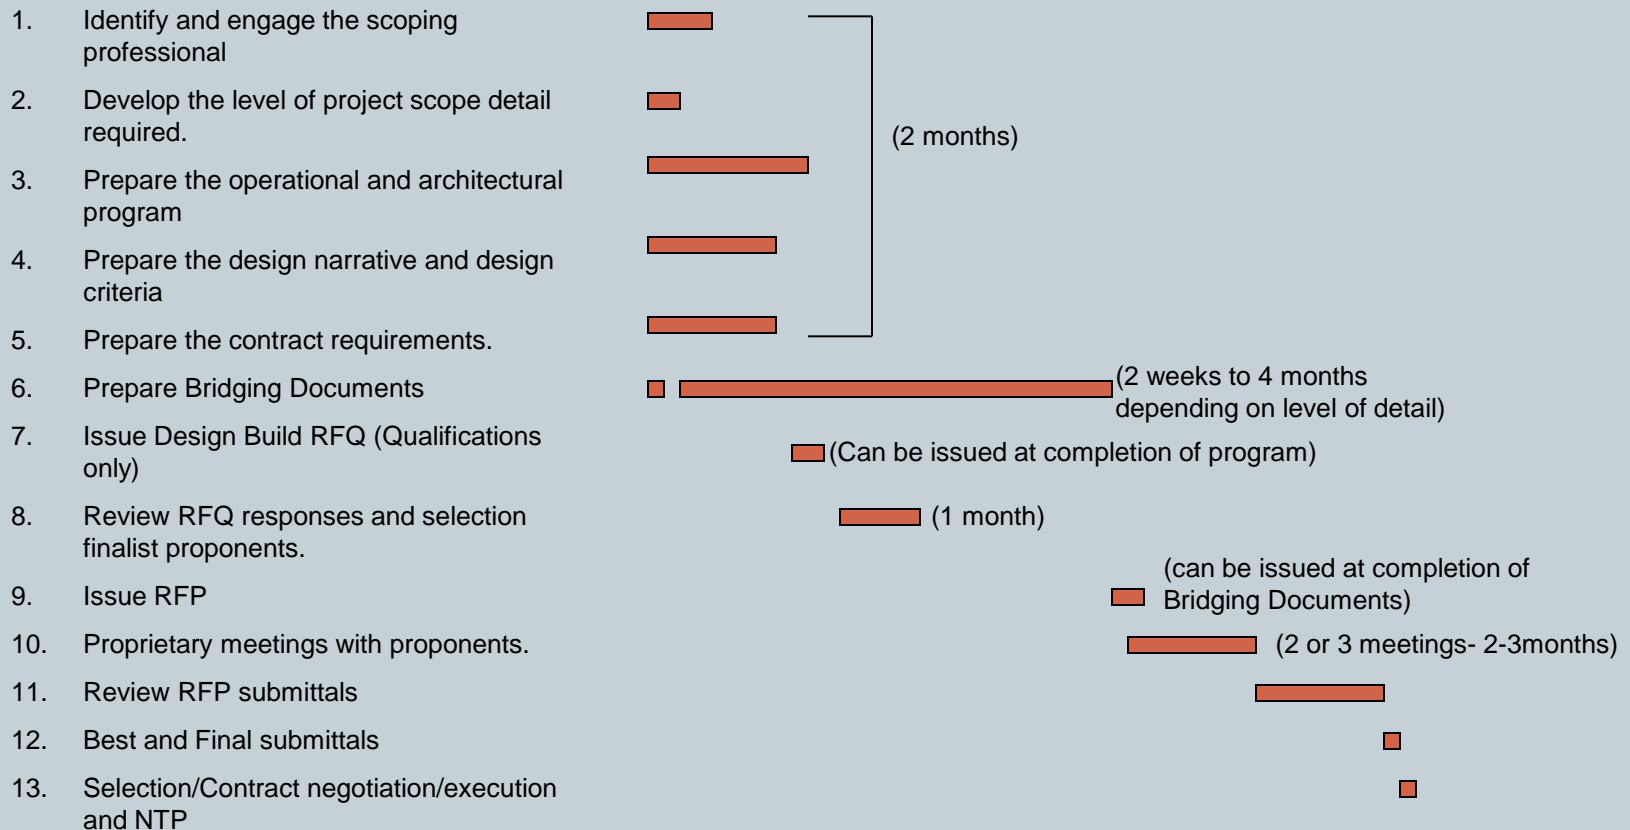 1. Identify and engage the scoping
professional
2. Develop the level of project scope detail
required.
(2 months)
3. Prepare the operational and architectural
program
4. Prepare the design narrative and design
criteria
5. Prepare the contract requirements.
6. Prepare Bridging Documents
(2 weeks to 4 months
depending on level of detail)
7. Issue Design Build RFQ (Qualifications
only)
(Can be issued at completion of program)
8. Review RFQ responses and selection
finalist proponents.
(1 month)
9. Issue RFP
(can be issued at completion of
Bridging Documents)
10. Proprietary meetings with proponents.
(2 or 3 meetings- 2-3months)
11. Review RFP submittals
12. Best and Final submittals
13. Selection/Contract negotiation/execution
and NTP